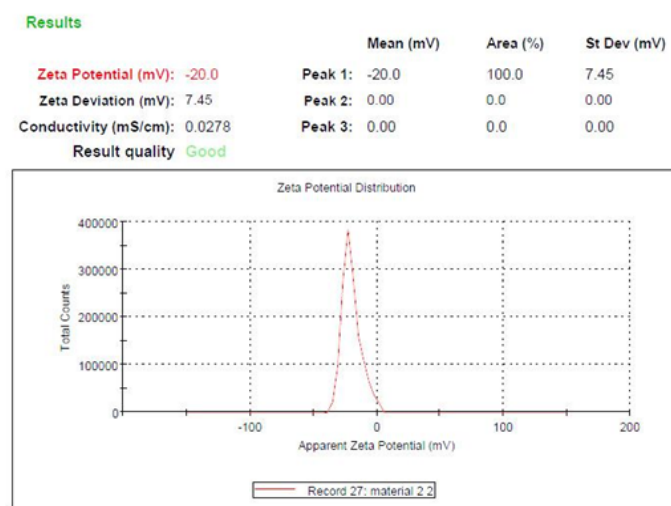 Results
Mean (mV) Area (%) St Dev (mV)
Zeta Potential (mV): -20.0 Peak 1: -20.0 100.0 7.45
Zeta Deviation (mV): 7.45 Peak 2: 0.00 0.0 0.00
Conductivity (mS/cm): 0.0278 Peak 3: 0.00 0.0 0.00
Result quality Good
Zeta Potential Distribution
Total Counts
400000
300000
200000
100000
0
-100 0 100 200
Apparent Zeta Potential (mV)
Record 27: material 2 2